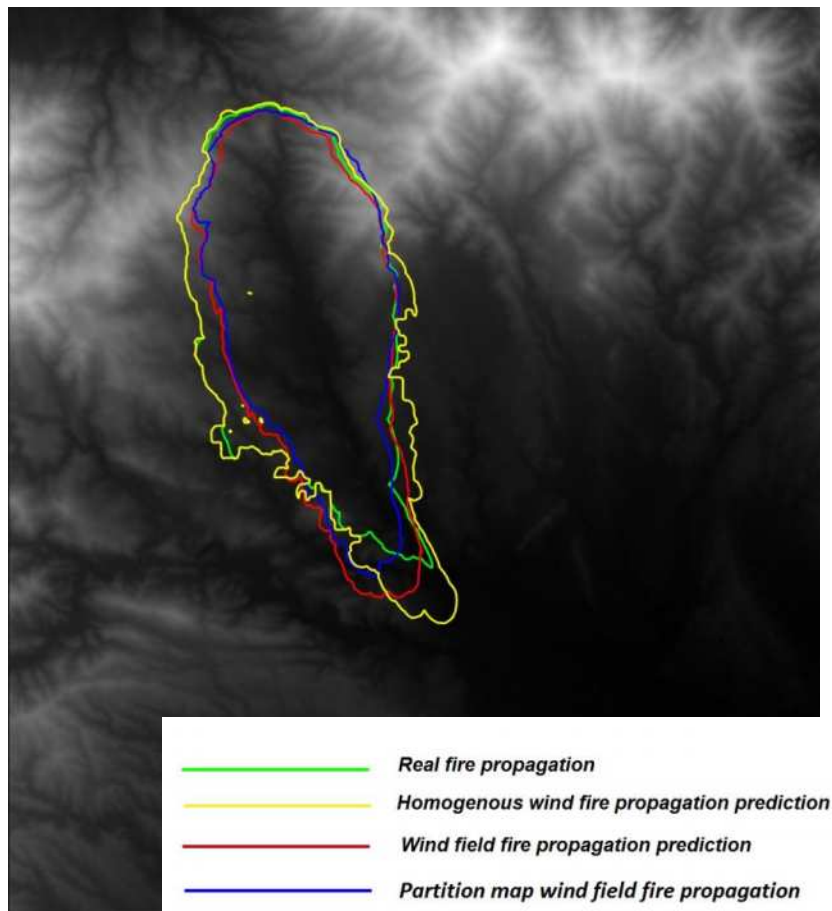 Real fire propagation
Homogenous wind fire propagation prediction
Wind field fire propagation prediction
Partition map wind field fire propagation